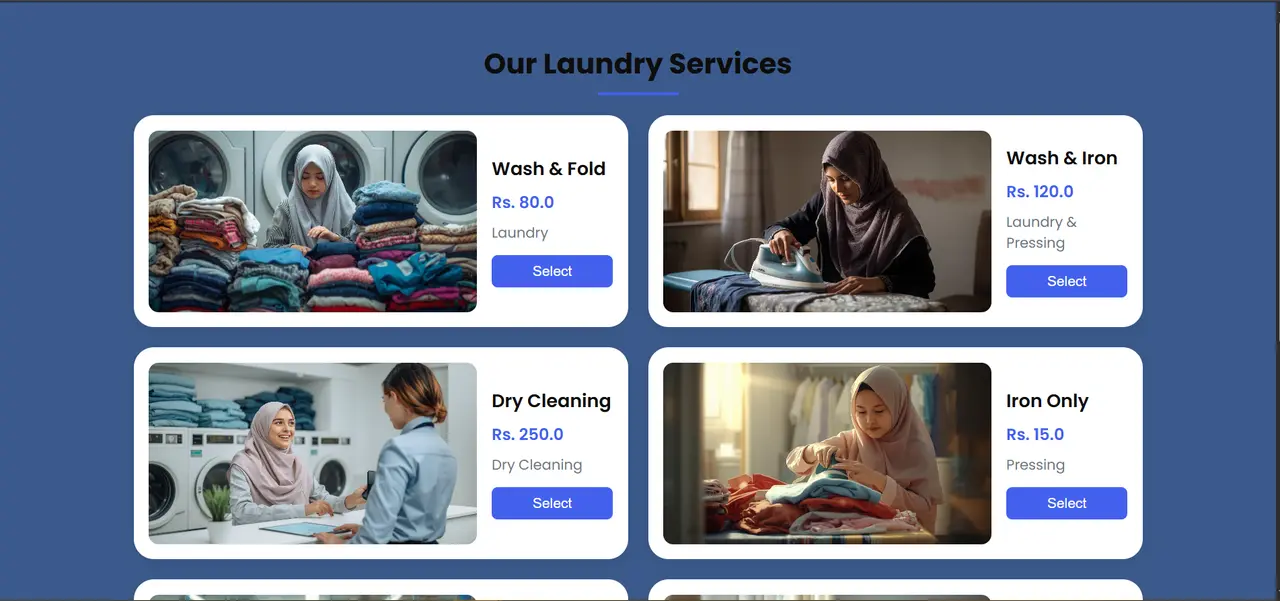 Our Laundry Services
Wash & Fold
Rs. 80.0
Laundry
Select
Wash & Iron
Rs. 120.0
Laundry &
Pressing
Select
Dry Cleaning
Rs. 250.0
Dry Cleaning
Select
Iron Only
Rs. 15.0
Pressing
Select